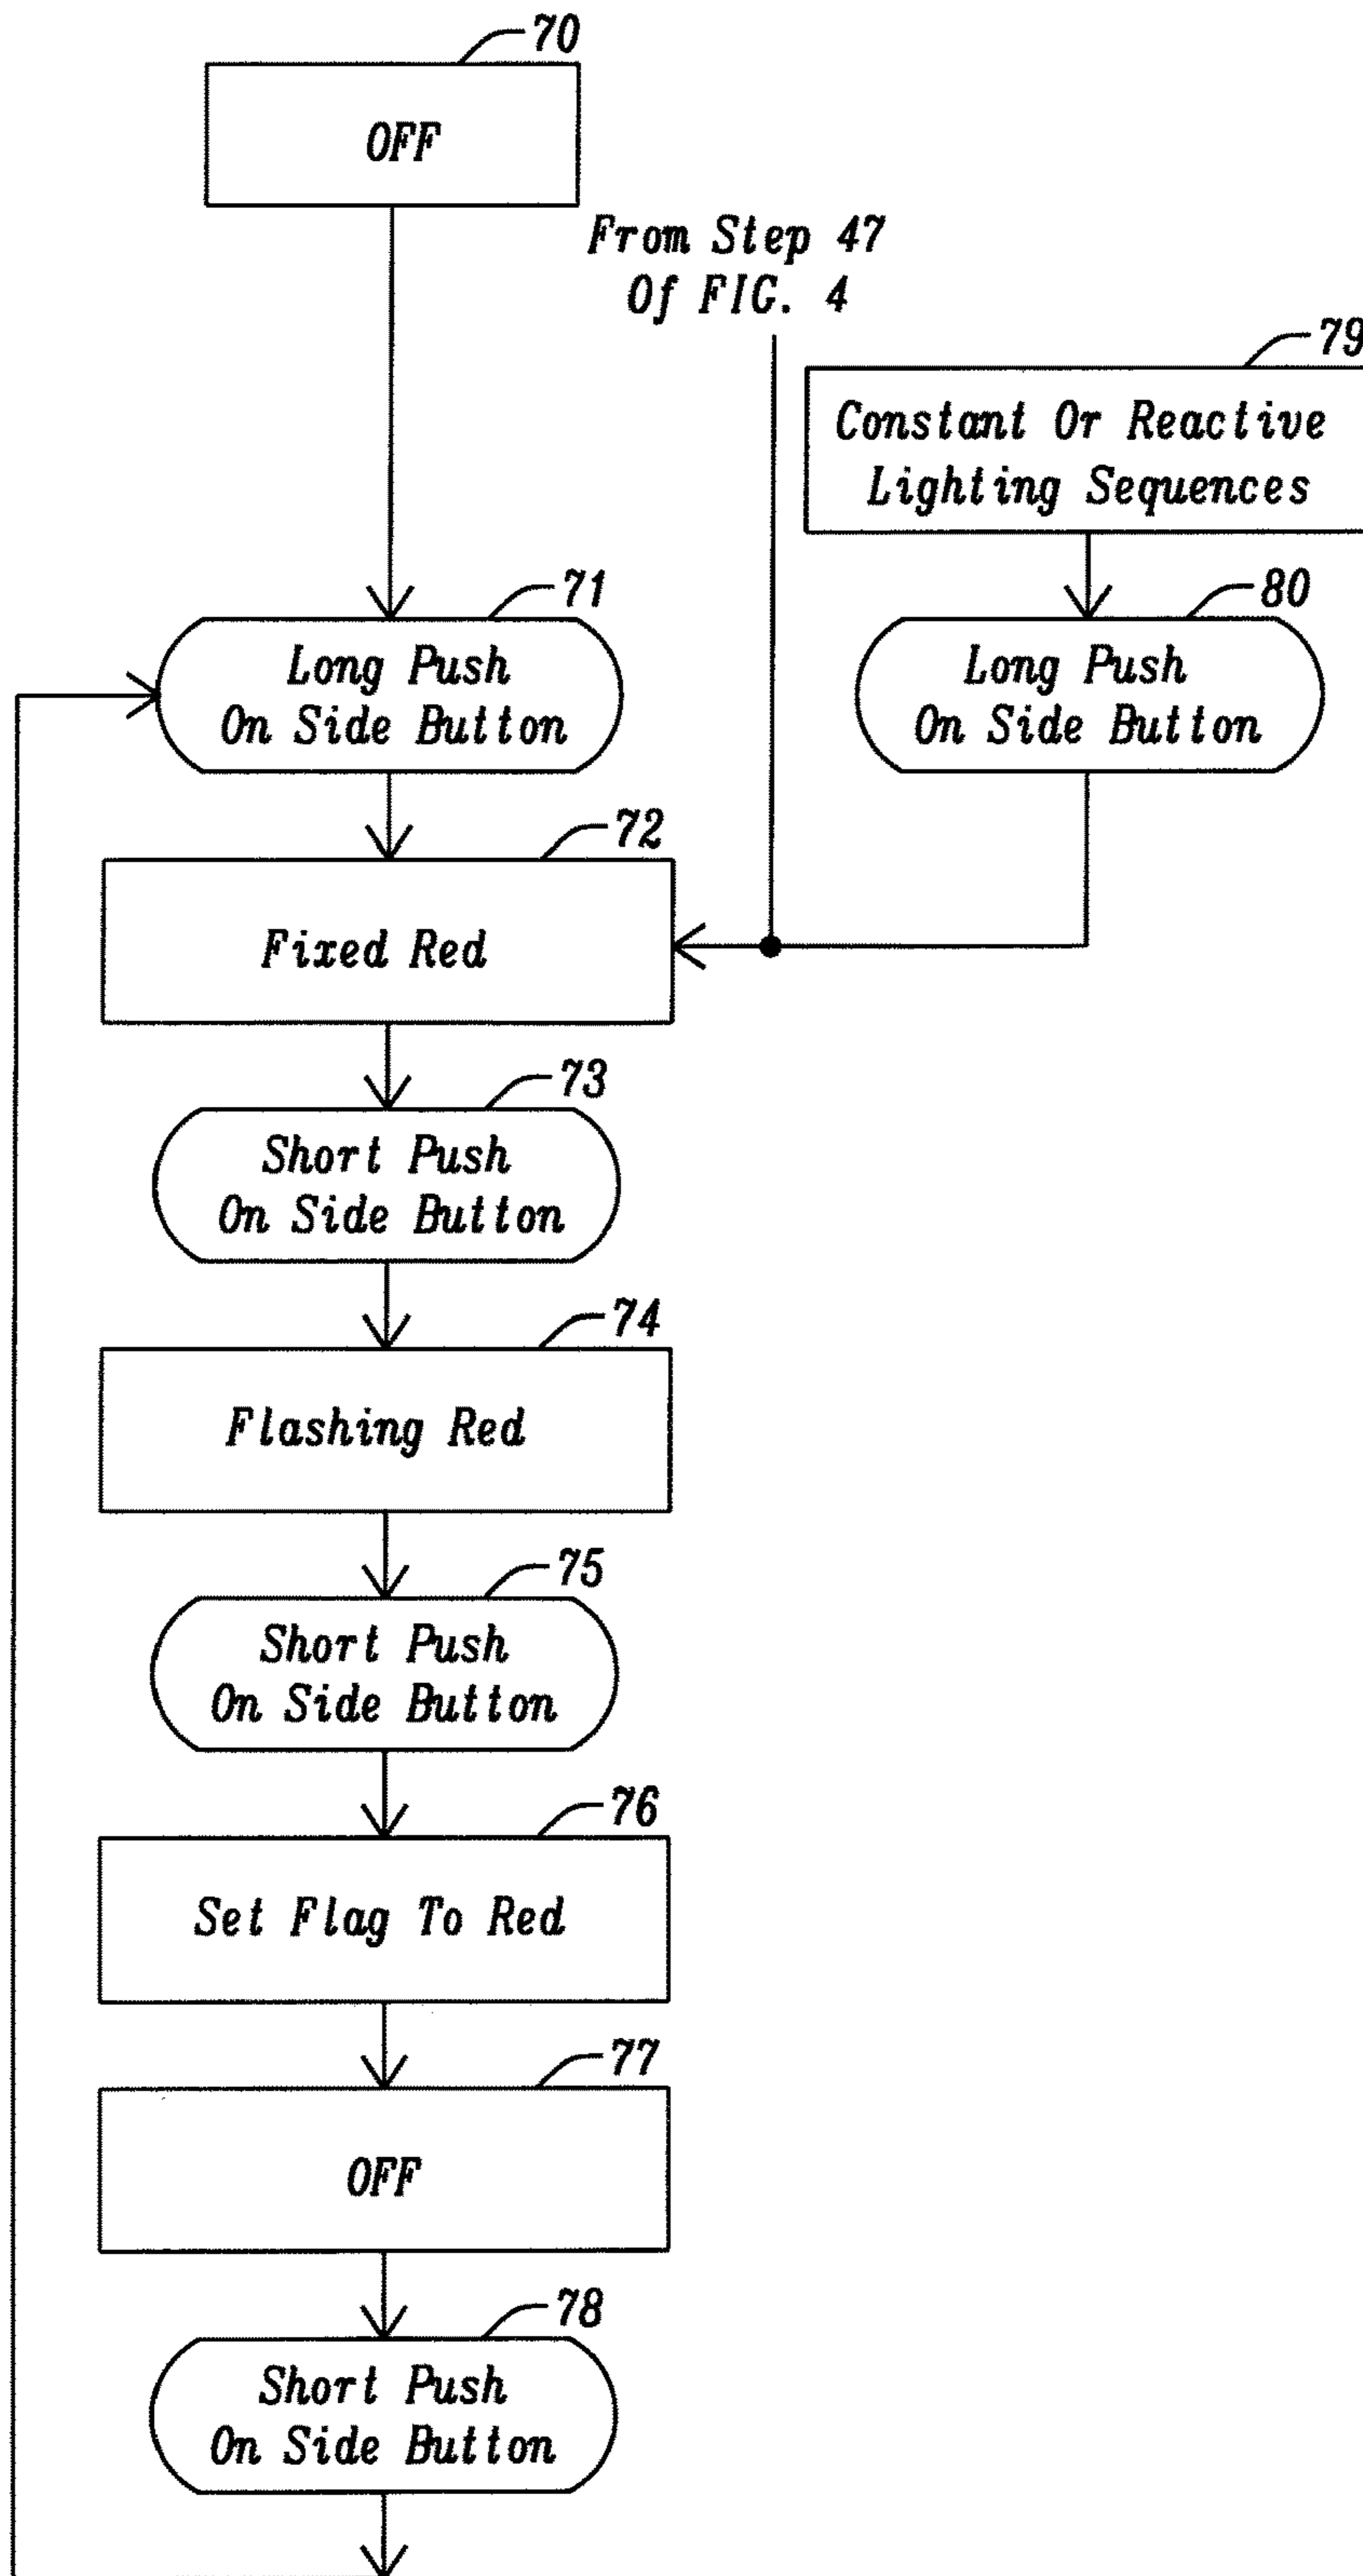 70
OFF
From Step 47
Of FIG. 4
79
Constant Or Reactive
Lighting Sequences
71
Long Push
On Side Button
80
Long Push
On Side Button
72
Fixed Red
73
Short Push
On Side Button
74
Flashing Red
75
Short Push
On Side Button
76
Set Flag To Red
77
OFF
78
Short Push
On Side Button